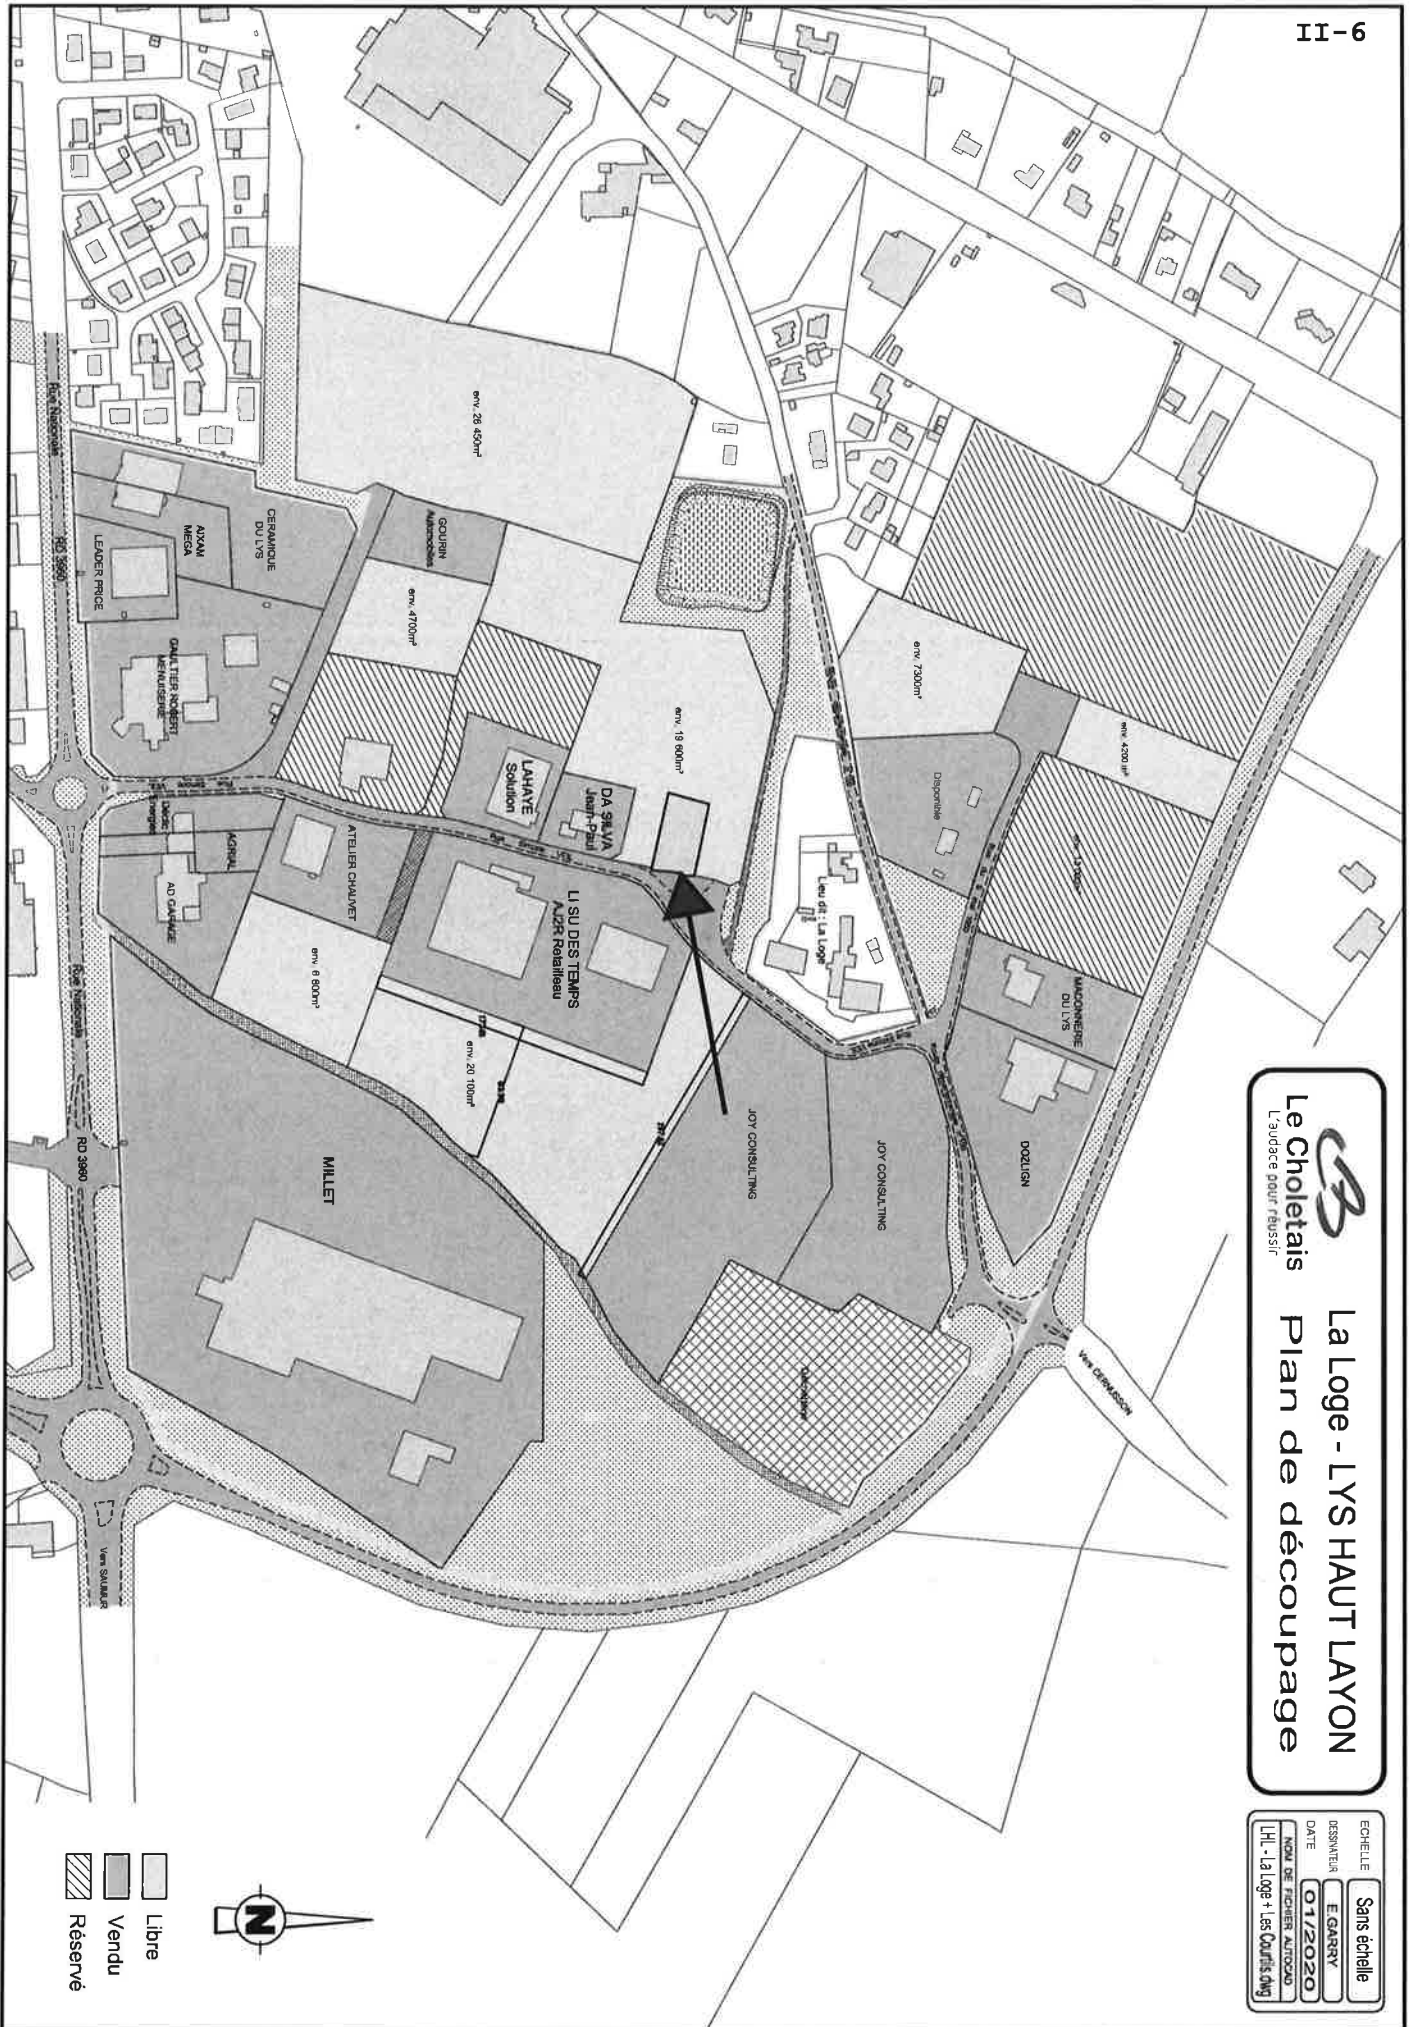 II-6
Le Choletais
L'audace pour réussir
La Loge - LYS HAUT LAYON
Plan de découpage
ECHELLE
Sans échelle
DESSINATEUR
E.GARRY
DATE
01/2020
NOM DE FICHIER AUTOCAD
LHL - La Loge + Les Courtils.dwg
Vers CERNUSSON
env. 4200 m²
env. 7300m²
Disponible
MACONNERIE
DU LYS
DOZLIGN
Lieu dit : La Loge
JOY CONSULTING
JOY CONSULTING
env. 26 450m²
env. 19 600m²
GOURIN
Automobiles
env. 4700m²
LAHAYE
Solution
DA SILVA
Jean-Paul
LI SU DES TEMPS
AJ2R Retailleau
env. 20 100m²
env. 6 800m²
CERAMIQUE
DU LYS
AIXAM
MEGA
LEADER PRICE
GAULTIER ROBERT
MENUISERIE
ATELIER CHAUVET
AGRIAL
AD GARAGE
MILLET
Rue Nationale
RD 3960
Rue Nationale
RD 3960
Vers SAUMUR
N
Libre
Vendu
Réservé